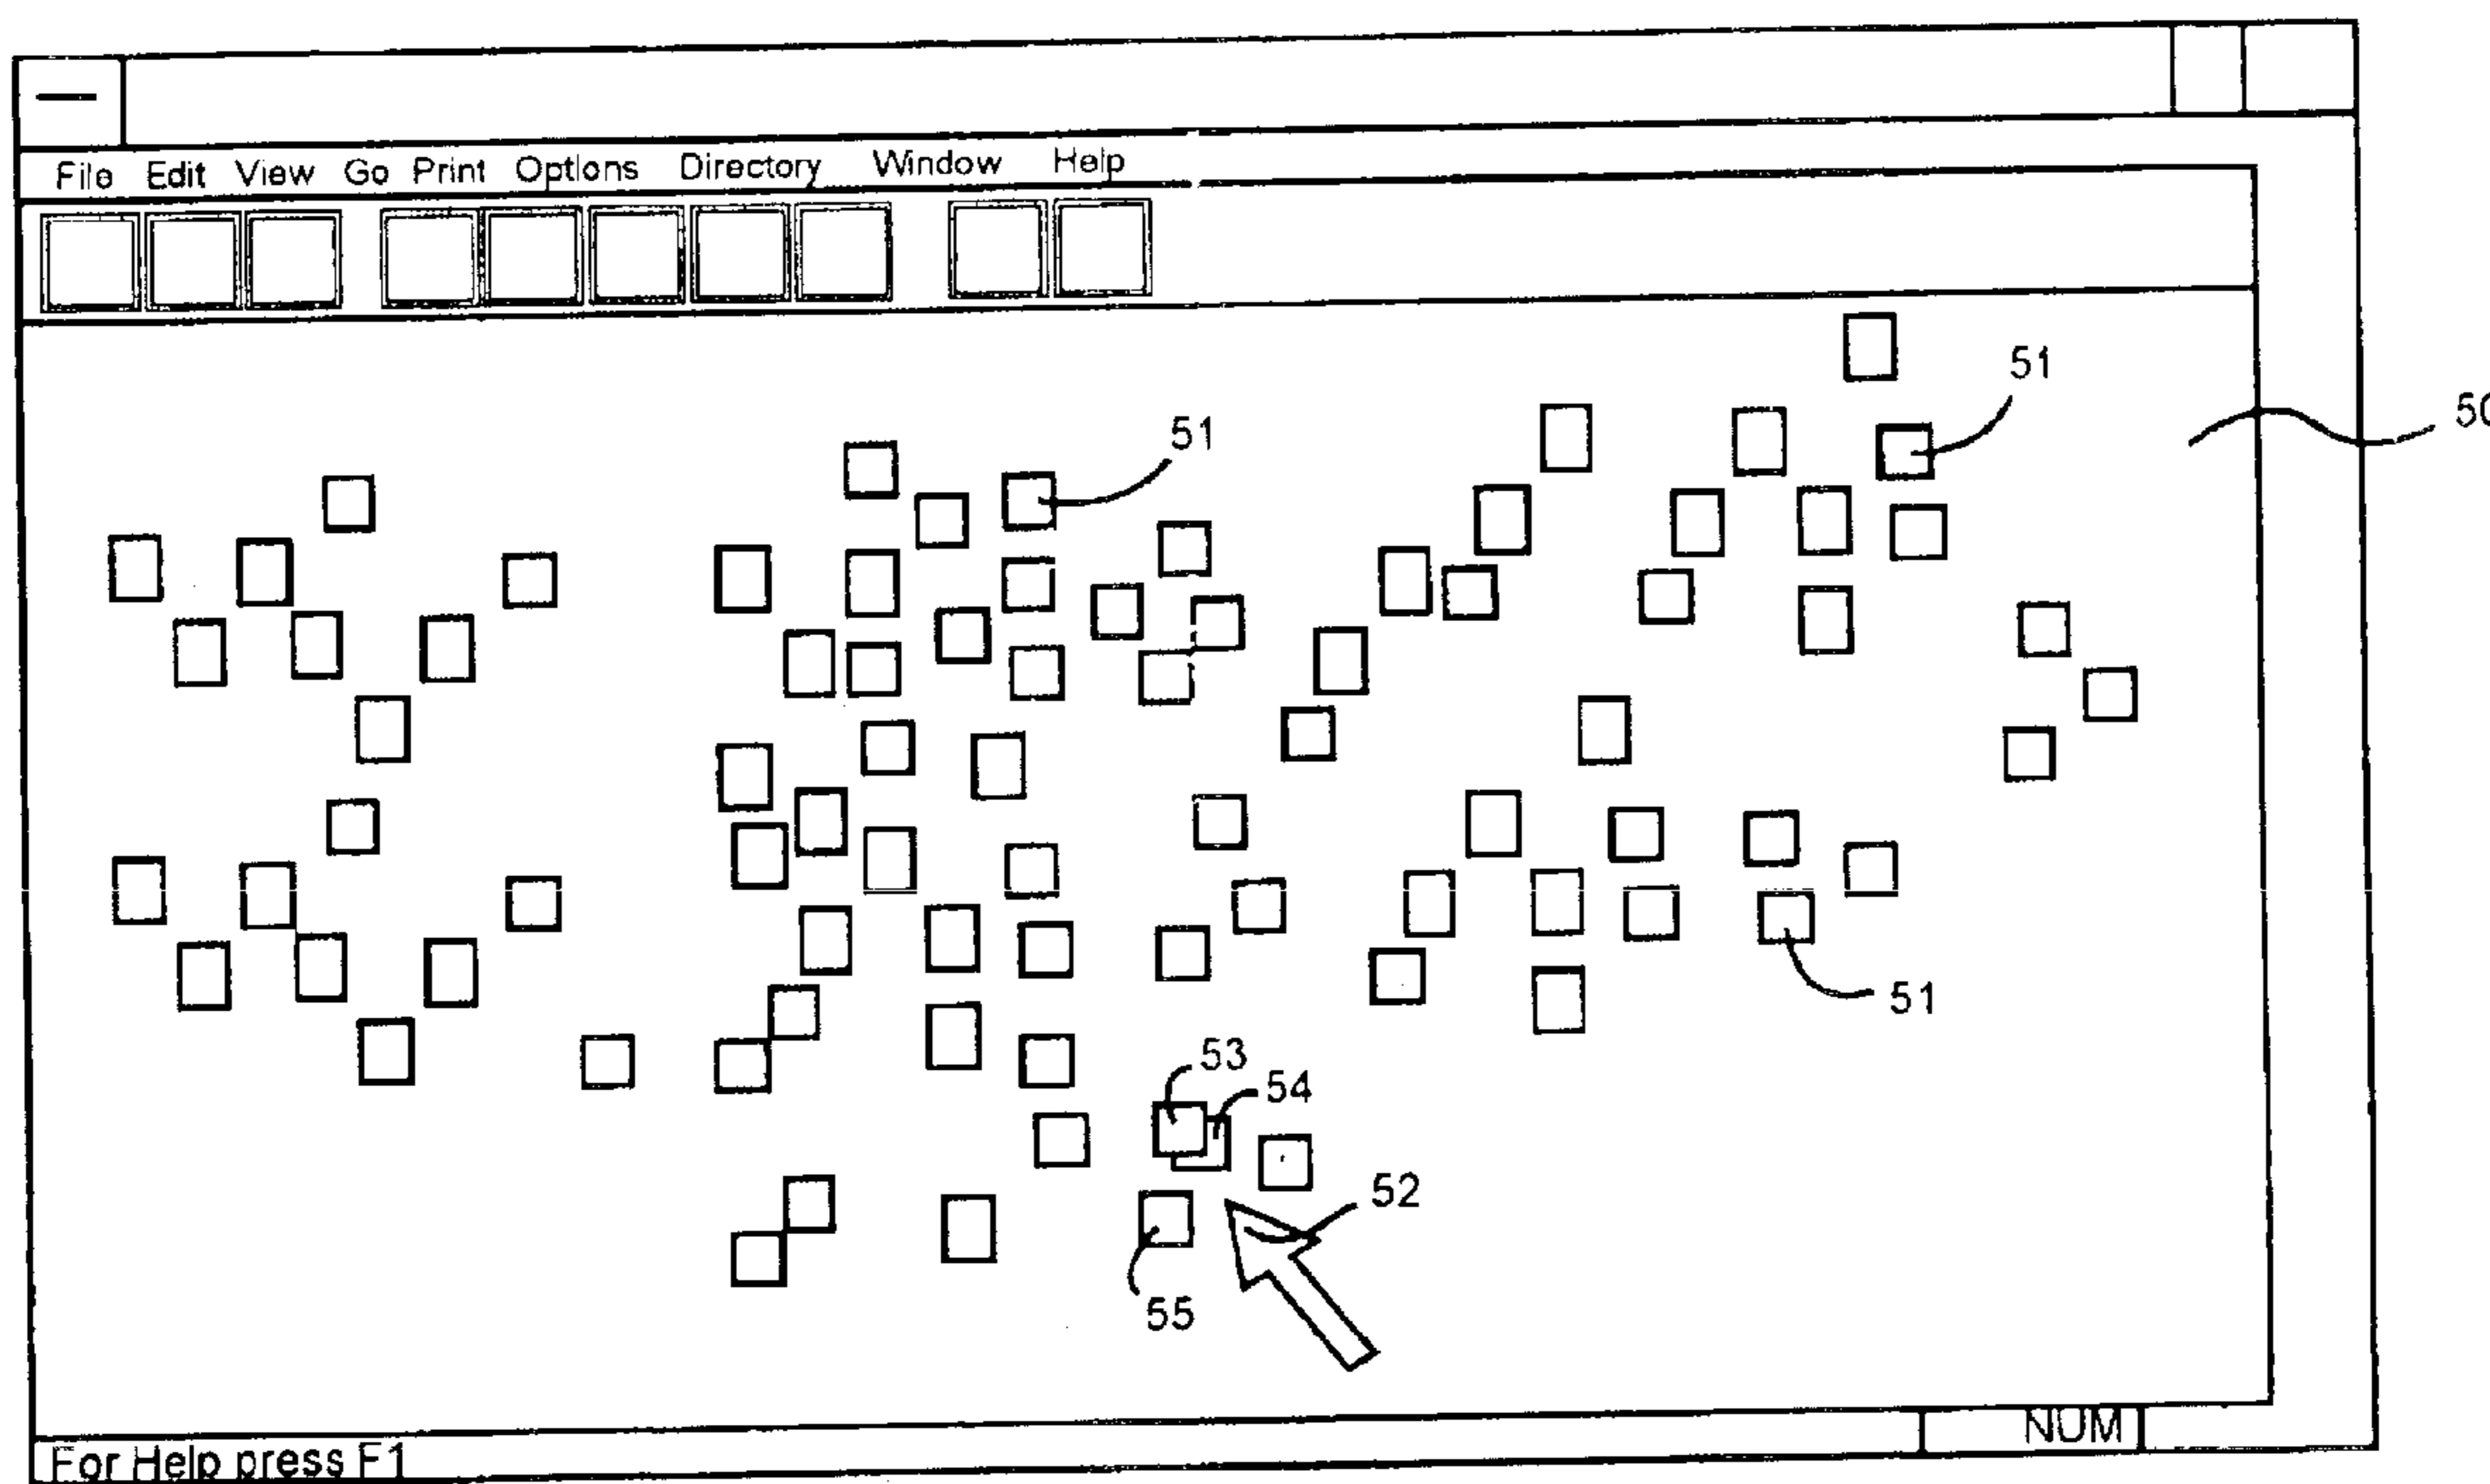 File Edit View Go Print Options Directory Window Help
51
50
51
51
53
54
52
55
NUM
For Help press F1